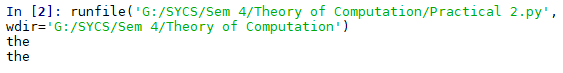 In [2]: runfile('G:/SYCS/Sem 4/Theory of Computation/Practical 2.py',
wdir='G:/SYCS/Sem 4/Theory of Computation')
the
the